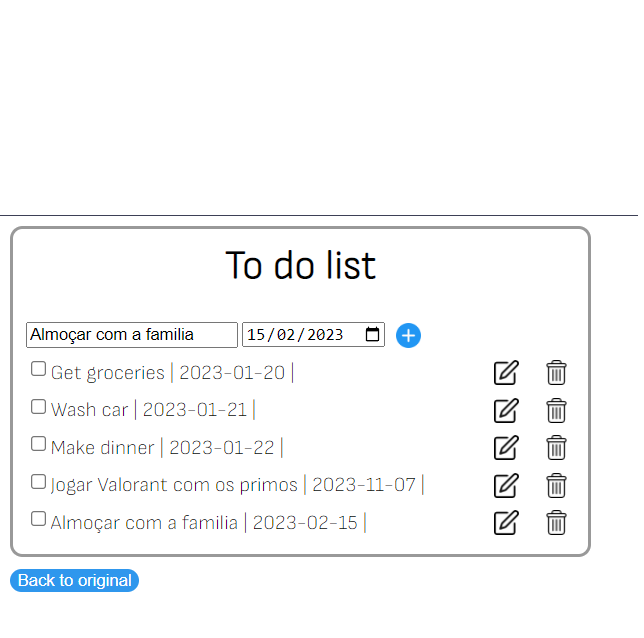 To do list
Almoçar com a familia 15/02/2023
Get groceries | 2023-01-20 |
Wash car | 2023-01-21 |
Make dinner | 2023-01-22 |
Jogar Valorant com os primos | 2023-11-07 |
Almoçar com a familia | 2023-02-15 |
Back to original